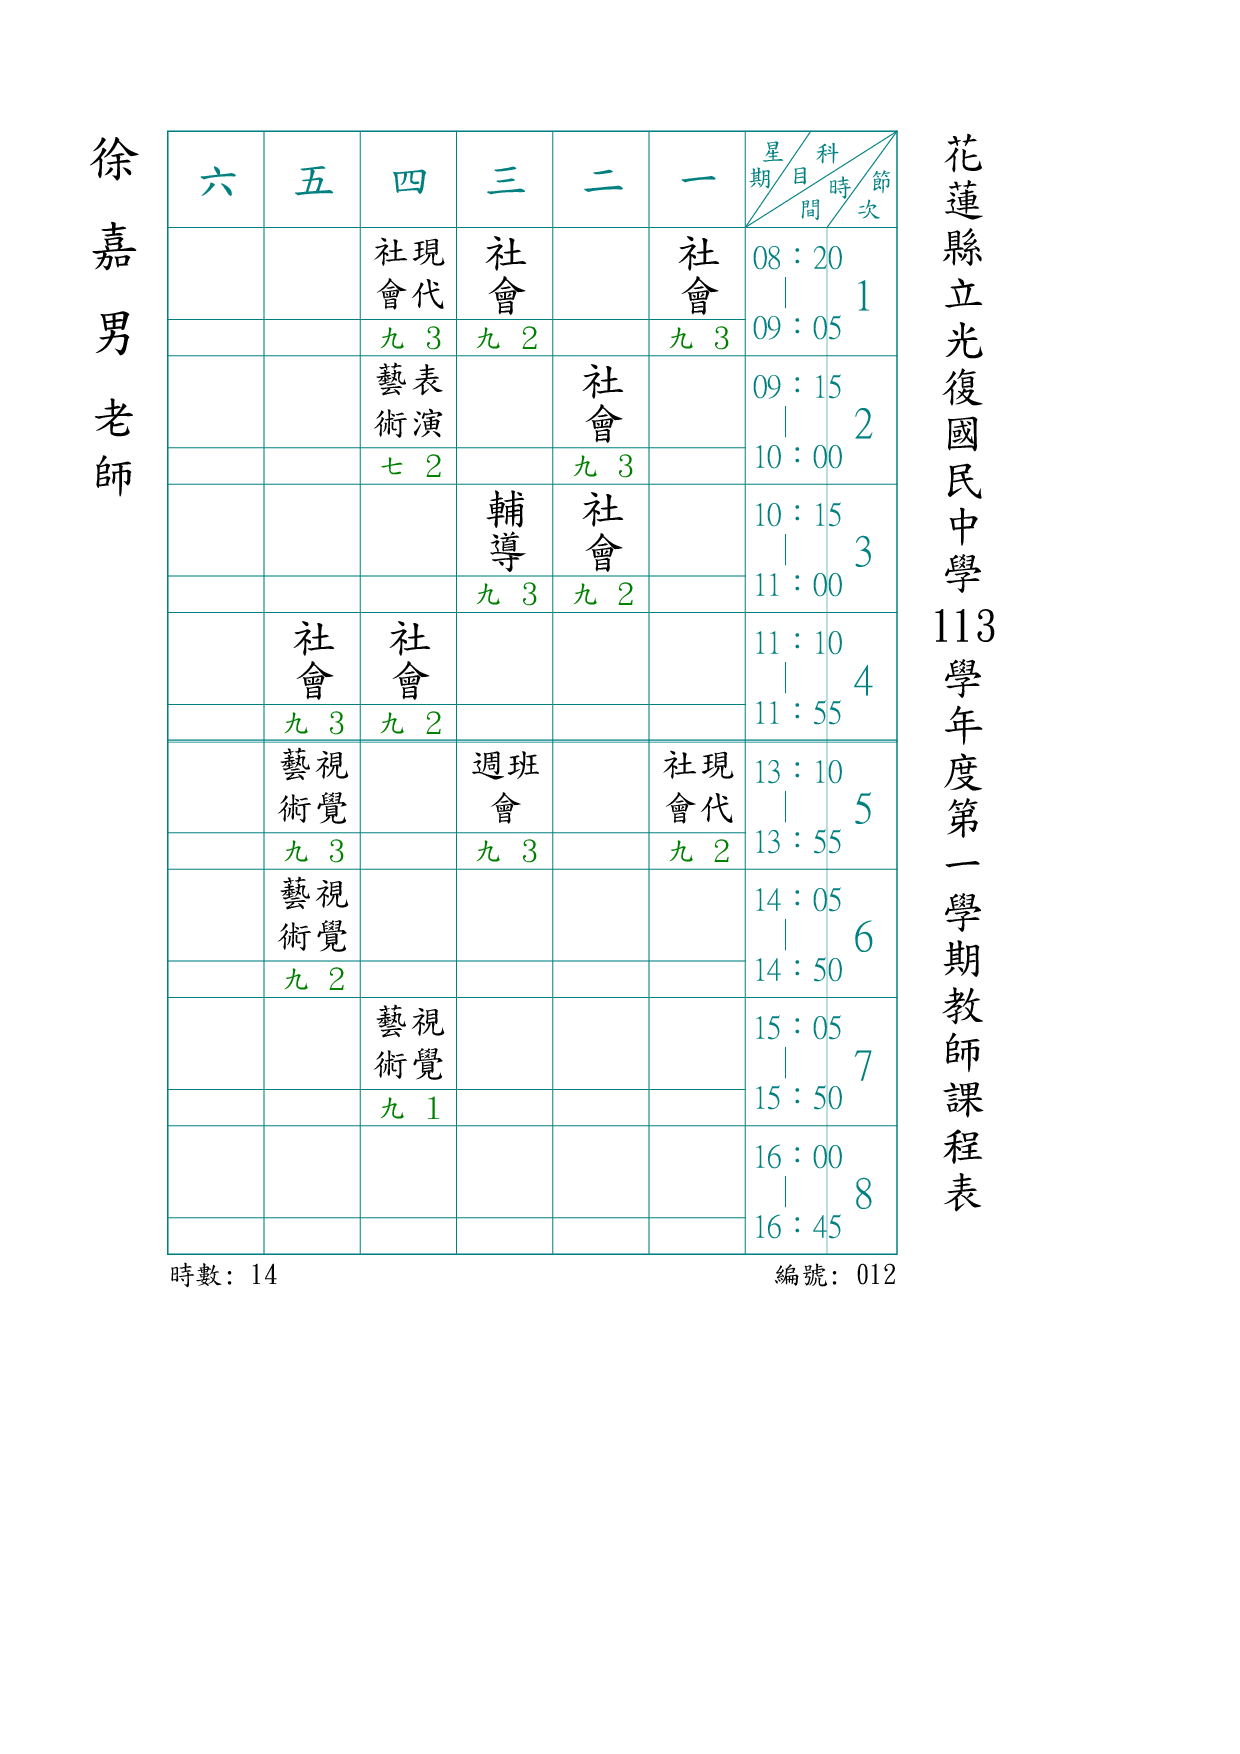 花蓮縣立光復國民中學113學年度第一學期教師課程表
徐嘉男老師
星期 科目 時間 節次
一 二 三 四 五 六
08：20｜09：05 1
社會 九 3
社會 九 2
現代社會 九 3
09：15｜10：00 2
社會 九 3
表演藝術 七 2
10：15｜11：00 3
社會 九 2
輔導 九 3
11：10｜11：55 4
社會 九 2
社會 九 3
13：10｜13：55 5
現代社會 九 2
班週會 九 3
視覺藝術 九 3
14：05｜14：50 6
視覺藝術 九 2
15：05｜15：50 7
視覺藝術 九 1
16：00｜16：45 8
編號: 012
時數: 14